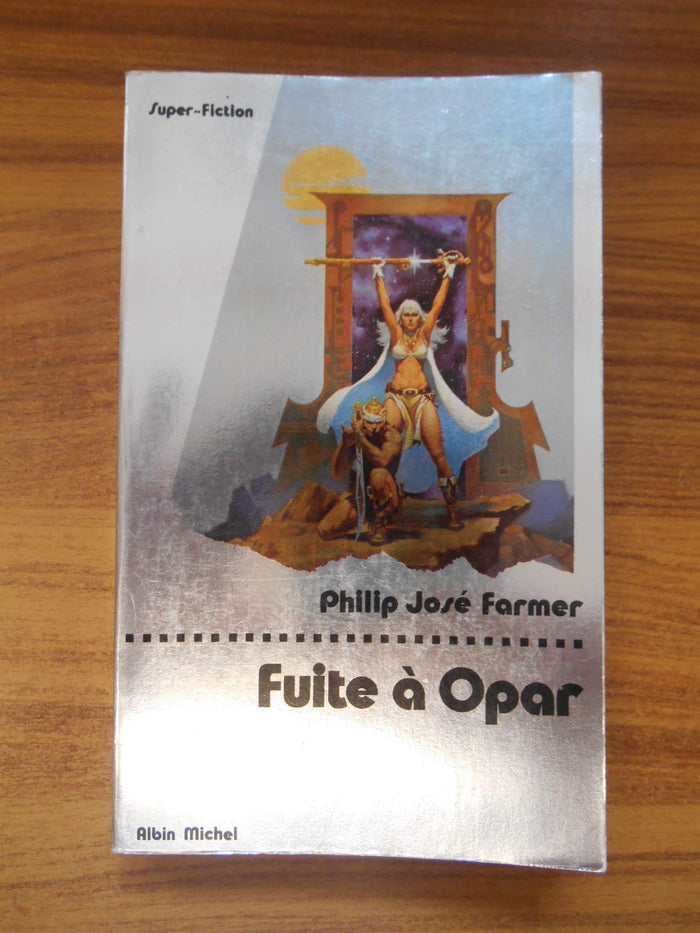 Super-Fiction
Philip José Farmer
Fuite à Opar
Albin Michel